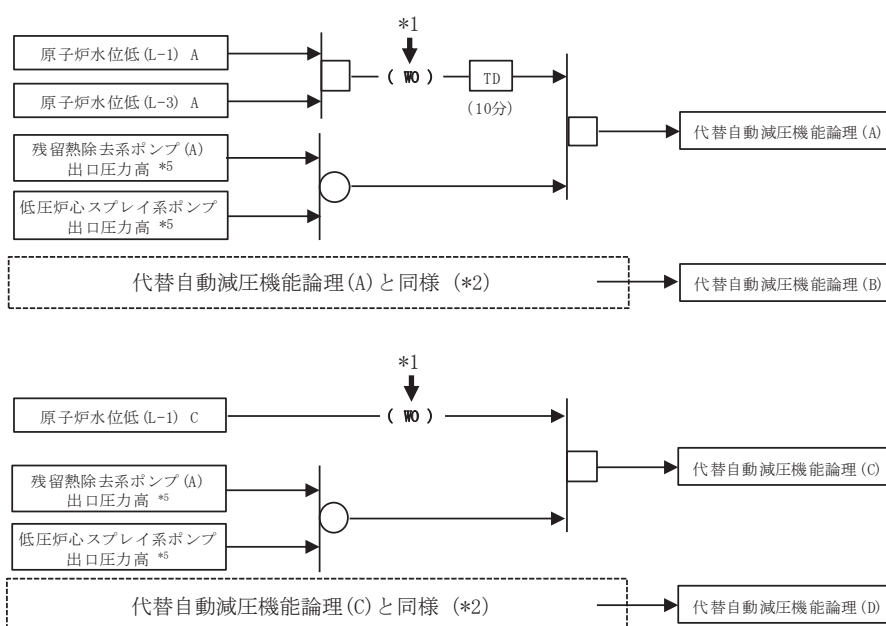 *1
原子炉水位低(L-1) A
( WO )
TD
(10分)
原子炉水位低(L-3) A
代替自動減圧機能論理(A)
残留熱除去系ポンプ(A)
出口圧力高 *5
低圧炉心スプレイ系ポンプ
出口圧力高 *5
代替自動減圧機能論理(A)と同様 (*2)
代替自動減圧機能論理(B)
*1
原子炉水位低(L-1) C
( WO )
代替自動減圧機能論理(C)
残留熱除去系ポンプ(A)
出口圧力高 *5
低圧炉心スプレイ系ポンプ
出口圧力高 *5
代替自動減圧機能論理(C)と同様 (*2)
代替自動減圧機能論理(D)